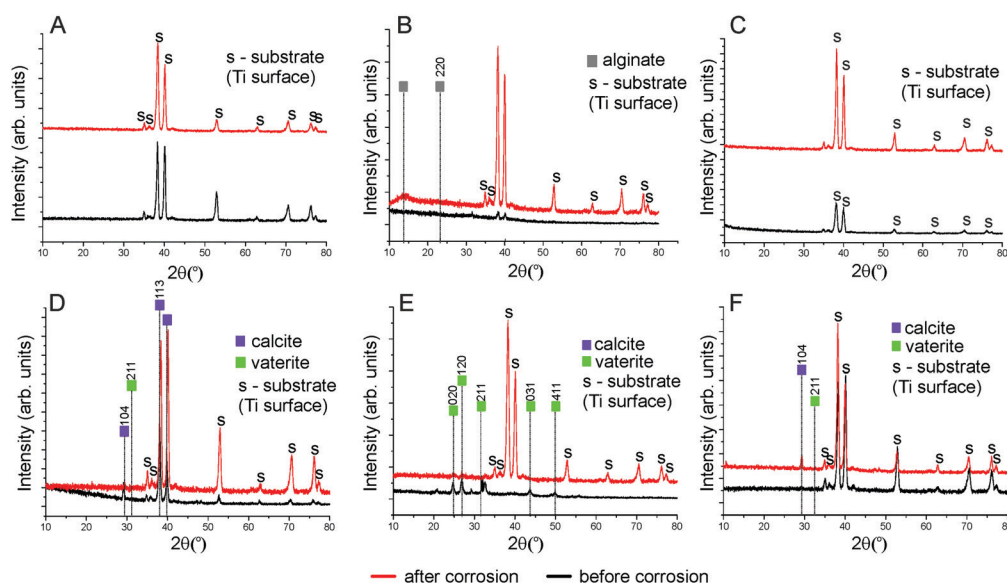 A
s - substrate
(Ti surface)
s s s s s s s s s
Intensity (arb. units)
10 20 30 40 50 60 70 80
2θ(°)
B
220
alginate
s - substrate
(Ti surface)
s s s s s s s
Intensity (arb. units)
10 20 30 40 50 60 70 80
2θ(°)
C
s - substrate
(Ti surface)
s s s s s s
s s s s s s
Intensity (arb. units)
10 20 30 40 50 60 70 80
2θ(°)
D
104
211
113
calcite
vaterite
s - substrate
(Ti surface)
s s s s s s s
Intensity (arb. units)
10 20 30 40 50 60 70 80
2θ(°)
E
020
120
211
031
411
calcite
vaterite
s - substrate
(Ti surface)
s s s s s s s s s
Intensity (arb. units)
10 20 30 40 50 60 70 80
2θ(°)
F
104
211
calcite
vaterite
s - substrate
(Ti surface)
s s s s s s s s s
Intensity (arb. units)
10 20 30 40 50 60 70 80
2θ(°)
after corrosion before corrosion